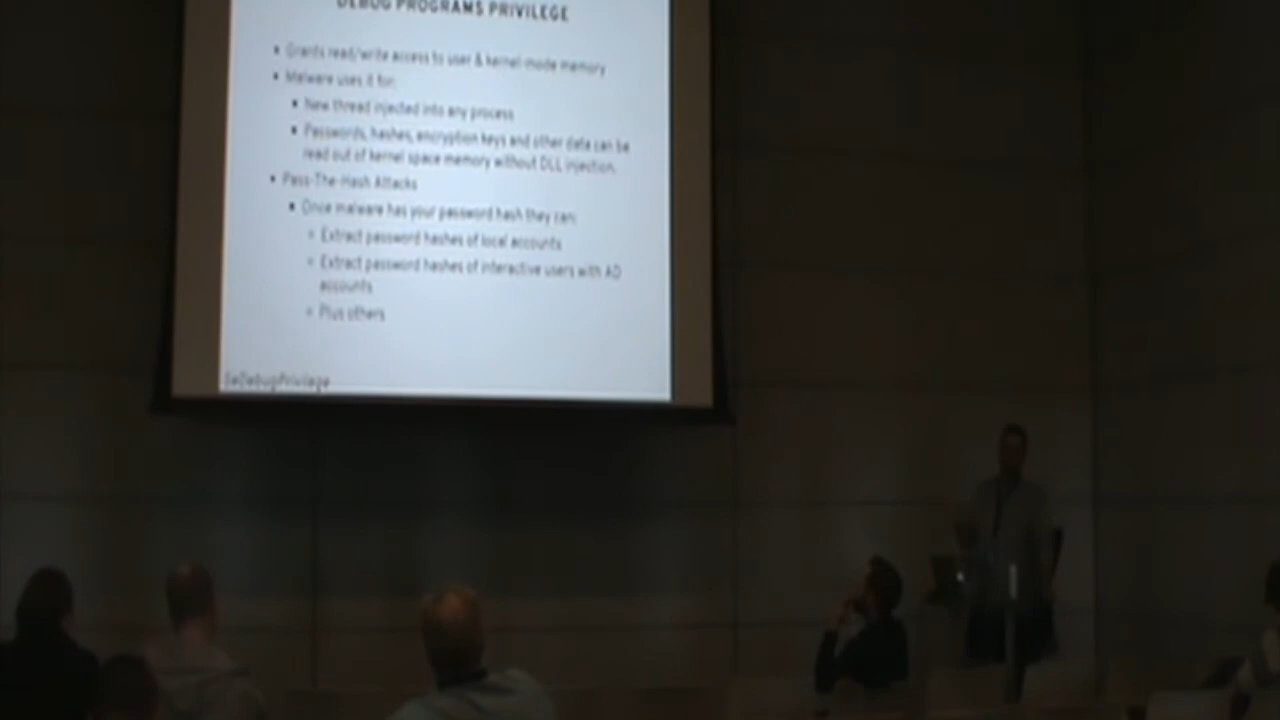 DEBUG PROGRAMS PRIVILEGE
Grants read/write access to user & kernel-mode memory
Malware uses it for:
New thread injected into any process
Passwords, hashes, encryption keys and other data can be
read out of kernel space memory without DLL injection.
Pass-The-Hash Attacks
Once malware has your password hash they can:
Extract password hashes of local accounts
Extract password hashes of interactive users with AD
accounts
Plus others
SeDebugPrivilege